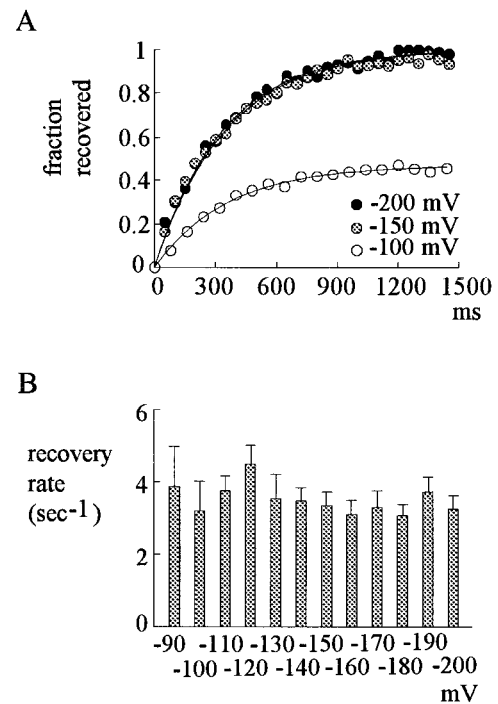 A
fraction
recovered
1
0.8
0.6
0.4
0.2
0
-200 mV
-150 mV
-100 mV
0 300 600 900 1200 1500
ms
B
recovery
rate
(sec-1)
6
4
2
0
-90 -110 -130 -150 -170 -190
-100 -120 -140 -160 -180 -200
mV